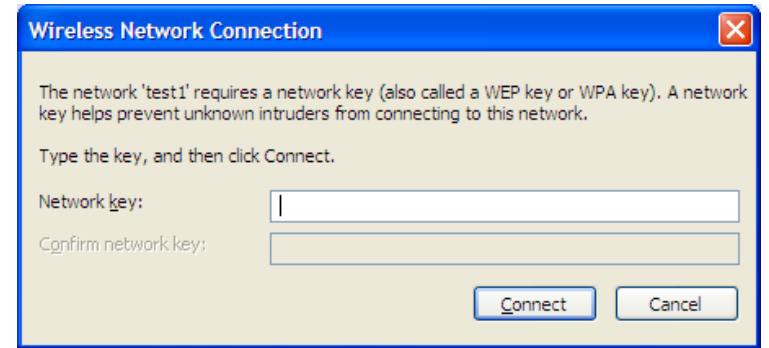 Wireless Network Connection
The network 'test1' requires a network key (also called a WEP key or WPA key). A network
key helps prevent unknown intruders from connecting to this network.
Type the key, and then click Connect.
Network key:
Confirm network key:
Connect Cancel